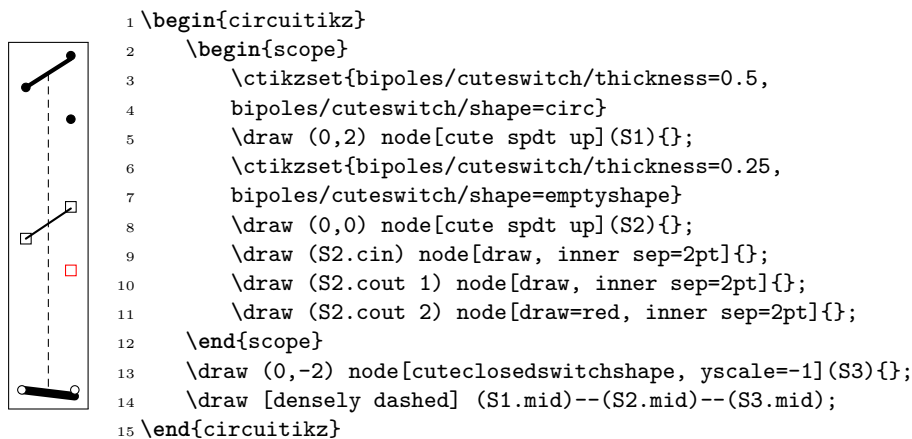 1 \begin{circuitikz}
2     \begin{scope}
3         \ctikzset{bipoles/cuteswitch/thickness=0.5,
4         bipoles/cuteswitch/shape=circ}
5         \draw (0,2) node[cute spdt up](S1){};
6         \ctikzset{bipoles/cuteswitch/thickness=0.25,
7         bipoles/cuteswitch/shape=emptyshape}
8         \draw (0,0) node[cute spdt up](S2){};
9         \draw (S2.cin) node[draw, inner sep=2pt]{};
10         \draw (S2.cout 1) node[draw, inner sep=2pt]{};
11         \draw (S2.cout 2) node[draw=red, inner sep=2pt]{};
12     \end{scope}
13     \draw (0,-2) node[cuteclosedswitchshape, yscale=-1](S3){};
14     \draw [densely dashed] (S1.mid)--(S2.mid)--(S3.mid);
15 \end{circuitikz}